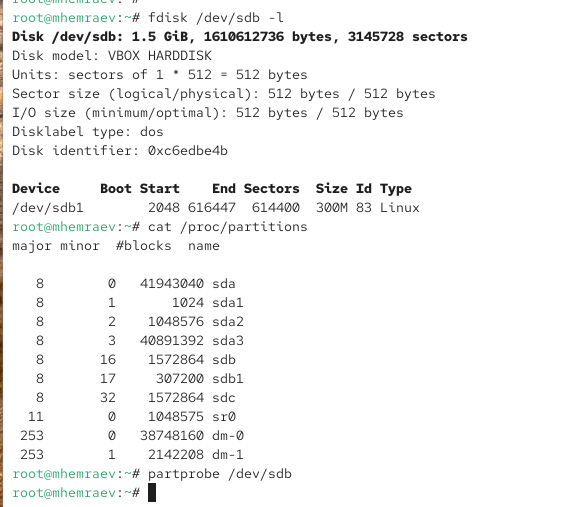 root@mhemraev:~#
root@mhemraev:~# fdisk /dev/sdb -l
Disk /dev/sdb: 1.5 GiB, 1610612736 bytes, 3145728 sectors
Disk model: VBOX HARDDISK
Units: sectors of 1 * 512 = 512 bytes
Sector size (logical/physical): 512 bytes / 512 bytes
I/O size (minimum/optimal): 512 bytes / 512 bytes
Disklabel type: dos
Disk identifier: 0xc6edbe4b
Device     Boot Start    End Sectors  Size Id Type
/dev/sdb1        2048 616447  614400  300M 83 Linux
root@mhemraev:~# cat /proc/partitions
major minor  #blocks  name
   8        0   41943040 sda
   8        1       1024 sda1
   8        2    1048576 sda2
   8        3   40891392 sda3
   8       16    1572864 sdb
   8       17     307200 sdb1
   8       32    1572864 sdc
  11        0    1048575 sr0
 253        0   38748160 dm-0
 253        1    2142208 dm-1
root@mhemraev:~# partprobe /dev/sdb
root@mhemraev:~#